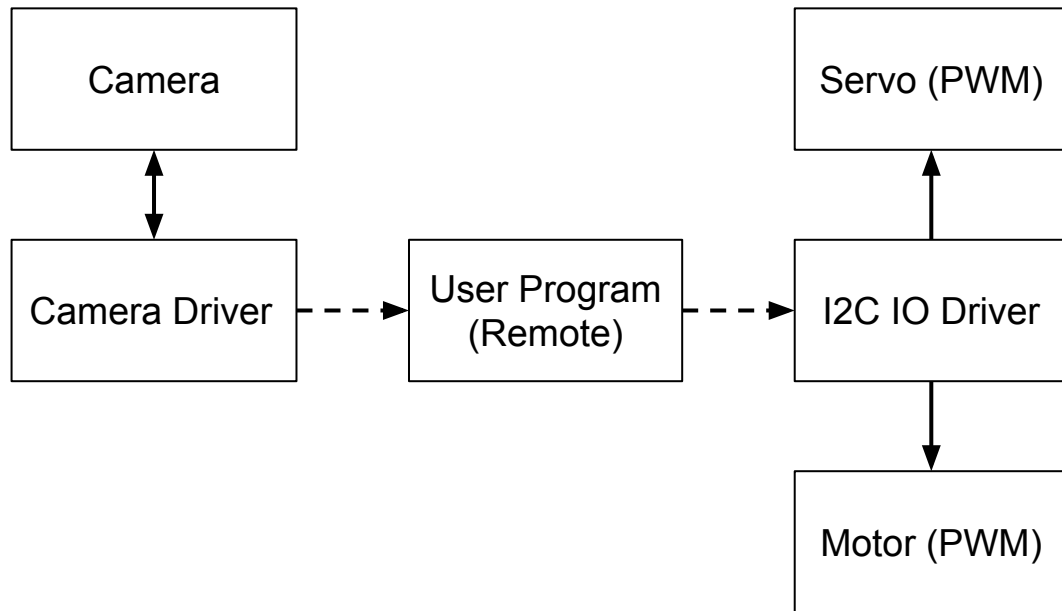 Camera
Servo (PWM)
Camera Driver
User Program
(Remote)
I2C IO Driver
Motor (PWM)